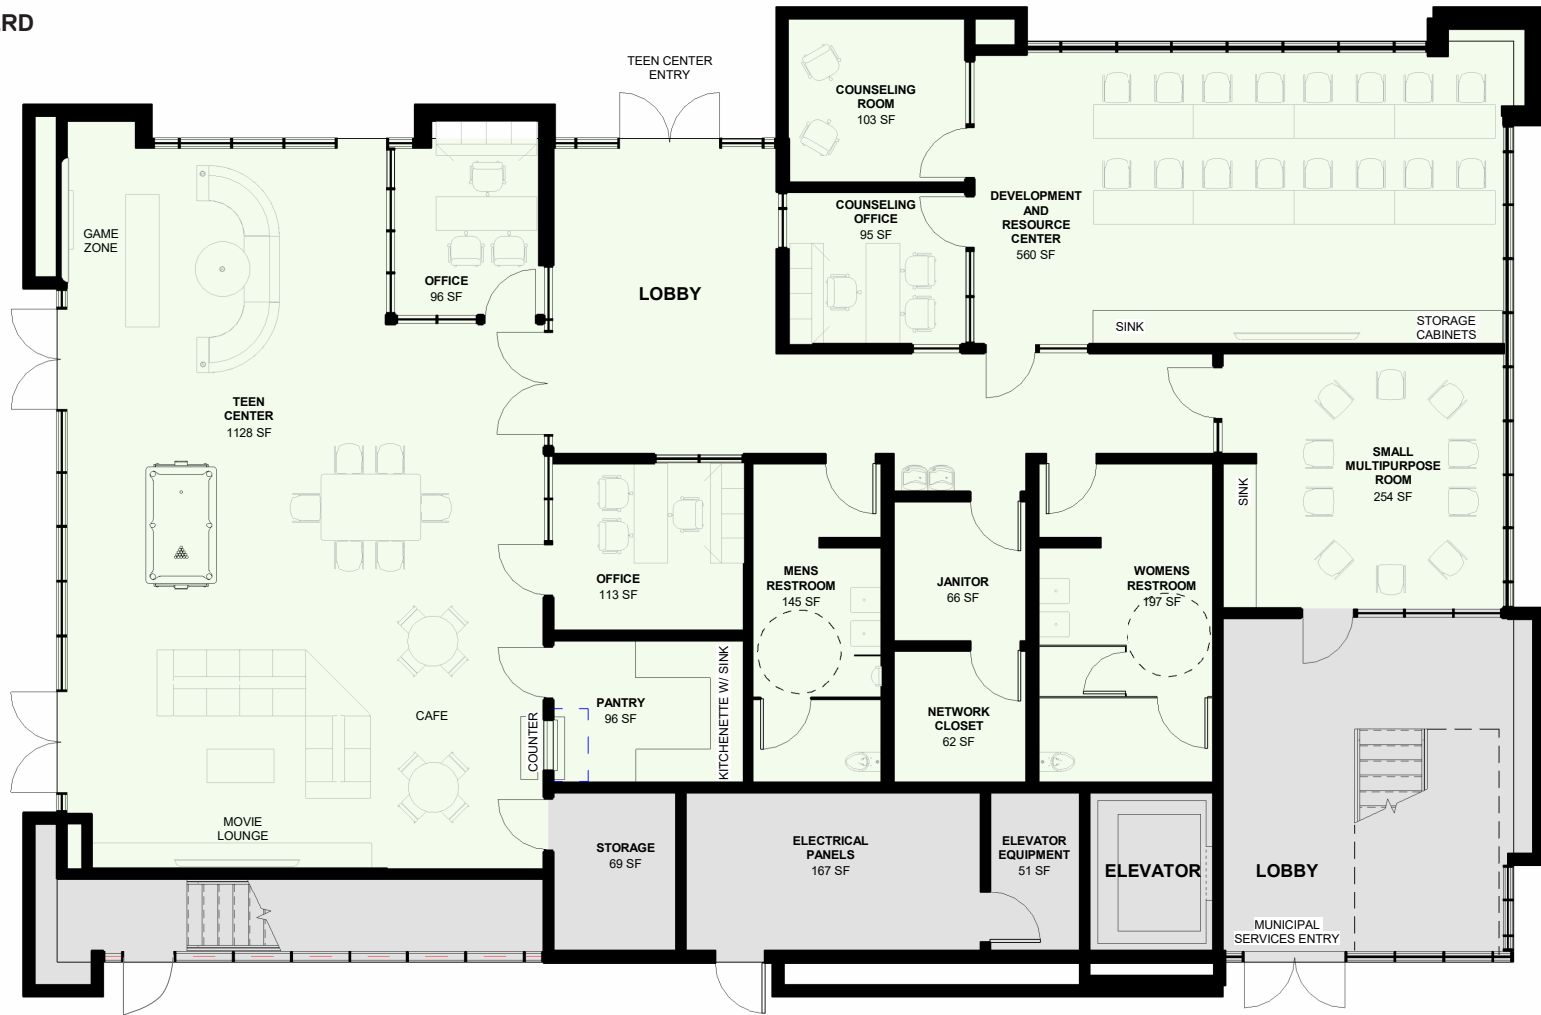 RD
TEEN CENTER
ENTRY
COUNSELING
ROOM
103 SF
DEVELOPMENT
AND
RESOURCE
CENTER
560 SF
COUNSELING
OFFICE
95 SF
GAME
ZONE
OFFICE
96 SF
LOBBY
SINK
STORAGE
CABINETS
TEEN
CENTER
1128 SF
SMALL
MULTIPURPOSE
ROOM
254 SF
SINK
OFFICE
113 SF
MENS
RESTROOM
145 SF
JANITOR
66 SF
WOMENS
RESTROOM
197 SF
PANTRY
96 SF
KITCHENETTE W/ SINK
COUNTER
CAFE
NETWORK
CLOSET
62 SF
MOVIE
LOUNGE
STORAGE
69 SF
ELECTRICAL
PANELS
167 SF
ELEVATOR
EQUIPMENT
51 SF
ELEVATOR
LOBBY
MUNICIPAL
SERVICES ENTRY